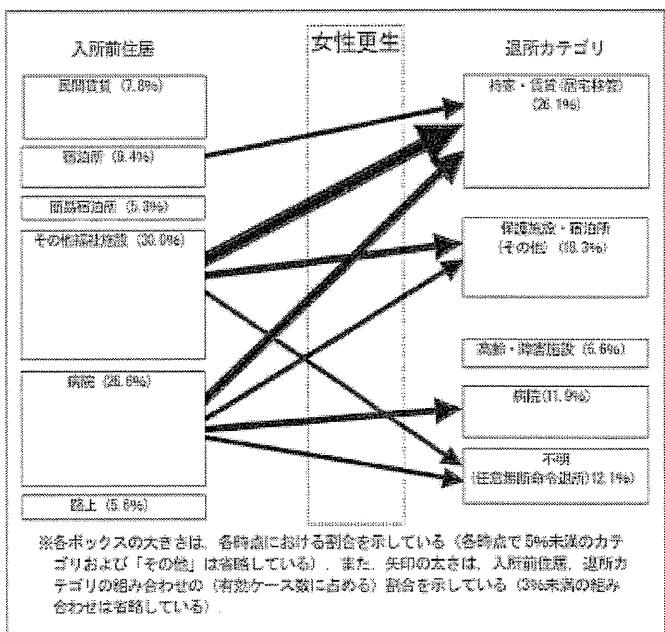 女性更生
入所前住居
民間賃貸 (7.8%)
宿泊所 (9.4%)
簡易宿泊所 (5.3%)
その他福祉施設 (30.0%)
病院 (26.6%)
路上 (5.6%)
退所カテゴリ
持家・賃貸(居宅移管)
(26.1%)
保護施設・宿泊所
(その他) (18.3%)
高齢・障害施設 (6.6%)
病院(11.9%)
不明
(任意無断命令退所)12.1%)
※各ボックスの大きさは、各時点における割合を示している (各時点で5%未満のカテ
ゴリおよび「その他」は省略している) . また, 矢印の太さは, 入所前住居, 退所カ
テゴリの組み合わせの (有効ケース数に占める) 割合を示している (3%未満の組み
合わせは省略している) .